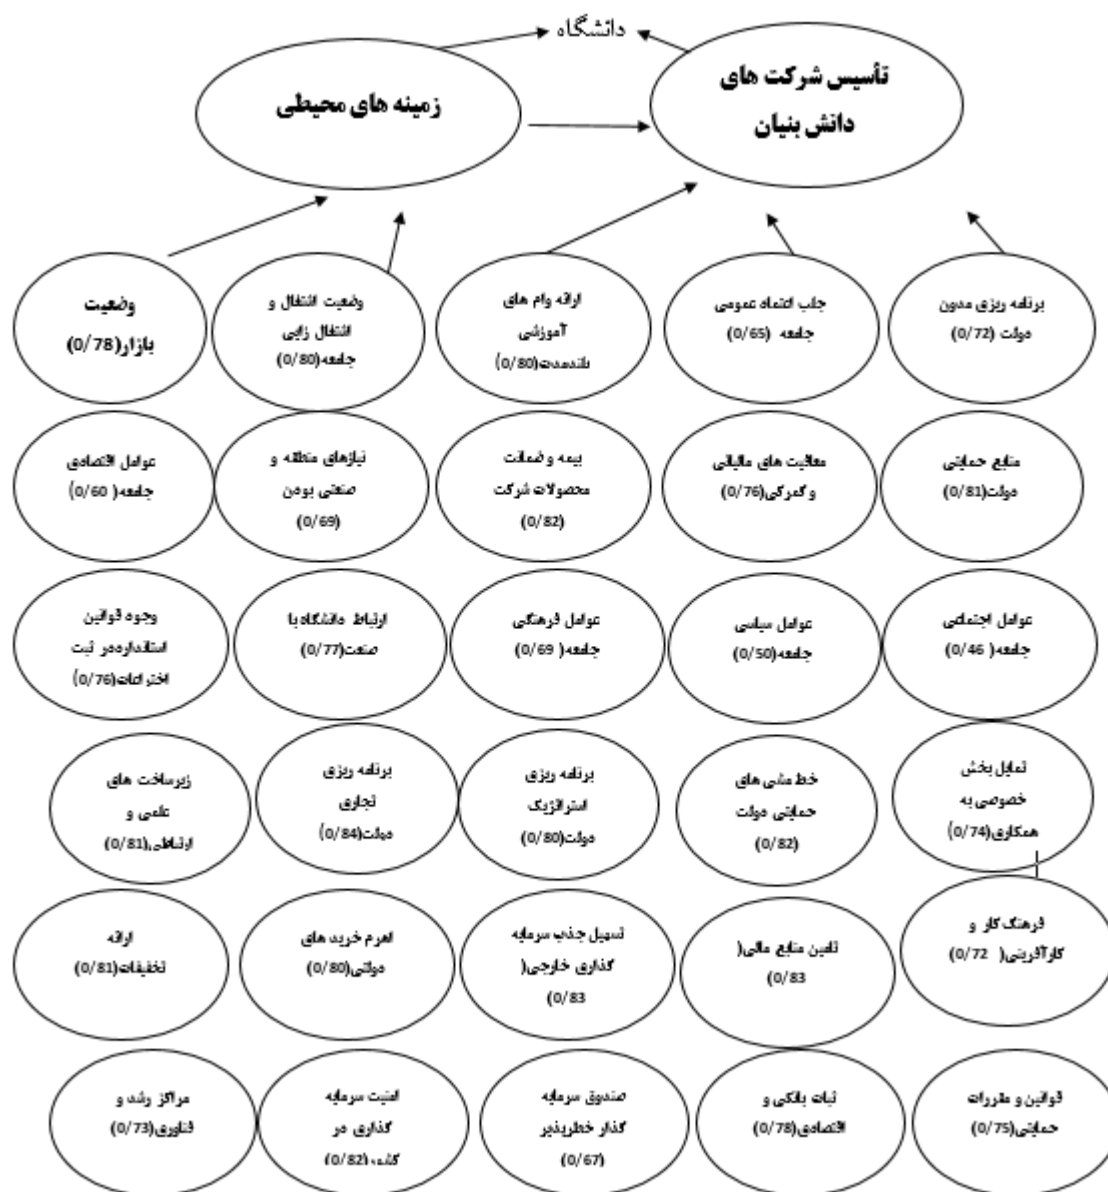 دانشگاه
تأسیس شرکت های
دانش بنیان
زمینه های محیطی
برنامه ریزی مدون
دولت (0/72)
جلب اعتماد عمومی
جامعه (0/65)
ارائه وام های
آموزشی
بلندمدت(0/80)
وضعیت اشتغال و
اشتغال زایی
جامعه(0/80)
وضعیت
بازار(0/78)
منابع حمایتی
دولت(0/81)
معافیت های مالیاتی
و گمرکی(0/76)
بیمه و ضمانت
محصولات شرکت
(0/82)
نیازهای منطقه و
صنعتی بودن
(0/69)
عوامل اقتصادی
جامعه( 0/60)
عوامل اجتماعی
جامعه( 0/46)
عوامل سیاسی
جامعه(0/50)
عوامل فرهنگی
جامعه( 0/69)
ارتباط دانشگاه با
صنعت(0/77)
وجود قوانین
استاندارددر ثبت
اختراعات(0/76)
تمایل بخش
خصوصی به
همکاری(0/74)
خط مشی های
حمایتی دولت
(0/82)
برنامه ریزی
استراتژیک
دولت(0/80)
برنامه ریزی
تجاری
دولت(0/84)
زیرساخت های
علمی و
ارتباطی(0/81)
فرهنگ کار و
کارآفرینی( 0/72)
تامین منابع مالی(
0/83)
تسهیل جذب سرمایه
گذاری خارجی(
0/83)
اهرم خرید های
دولتی(0/80)
ارائه
تخفیفات(0/81)
قوانین و مقررات
حمایتی(0/75)
ثبات بانکی و
اقتصادی(0/78)
صندوق سرمایه
گذار خطرپذیر
(0/67)
امنیت سرمایه
گذاری در
کشور(0/82)
مراکز رشد و
فناوری(0/73)